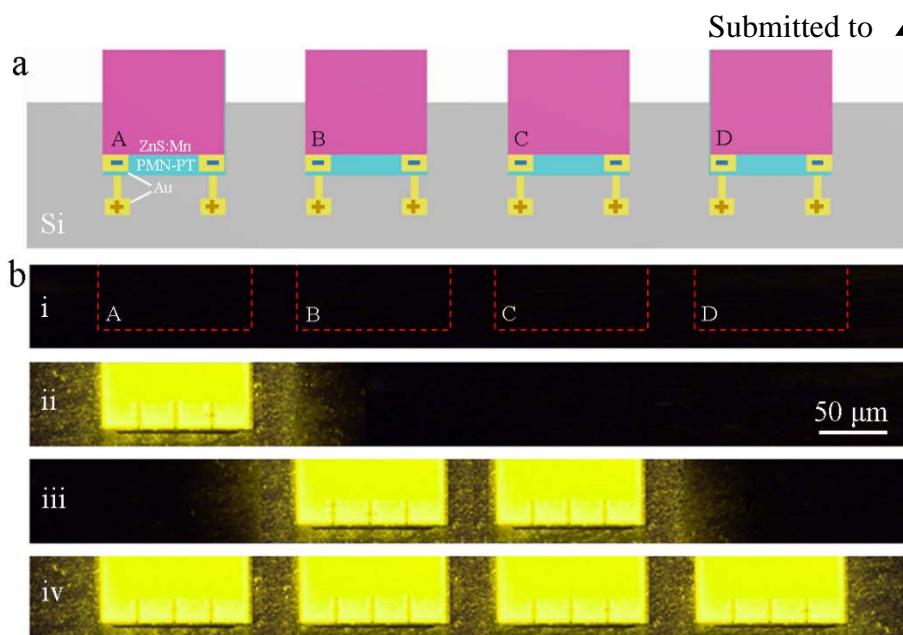 Submitted to
a
A
B
C
D
ZnS:Mn
PMN-PT
Au
Si
- - - - - - - -
+ + + + + + + +
b
i
A
B
C
D
ii
50 μm
iii
iv